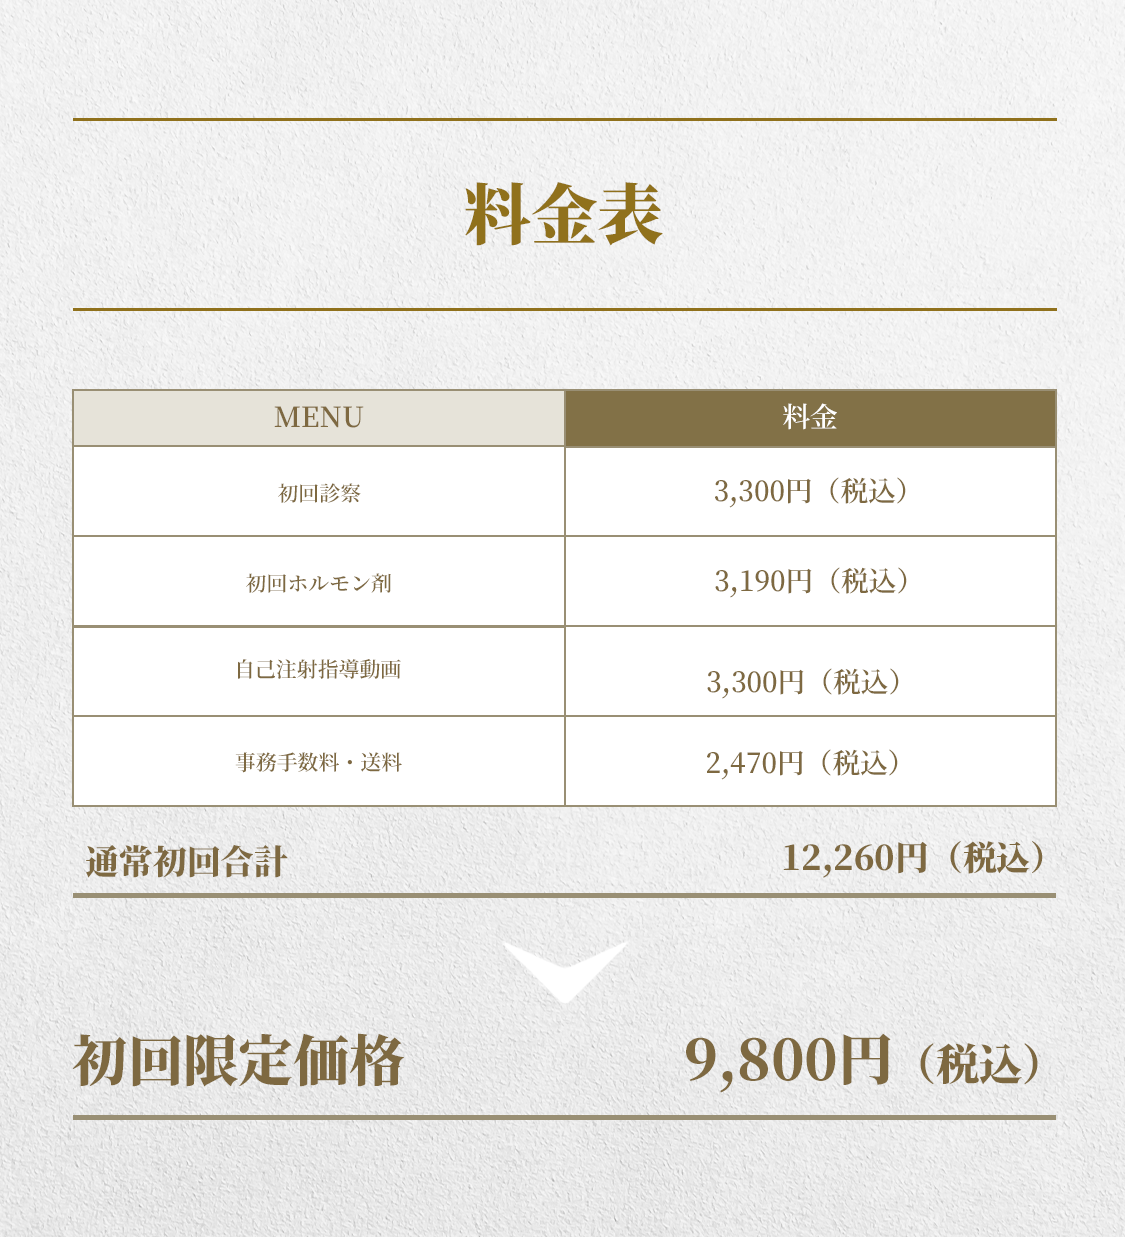 料金表
MENU 料金
初回診察 3,300円（税込）
初回ホルモン剤 3,190円（税込）
自己注射指導動画 3,300円（税込）
事務手数料・送料 2,470円（税込）
通常初回合計 12,260円（税込）
初回限定価格 9,800円（税込）